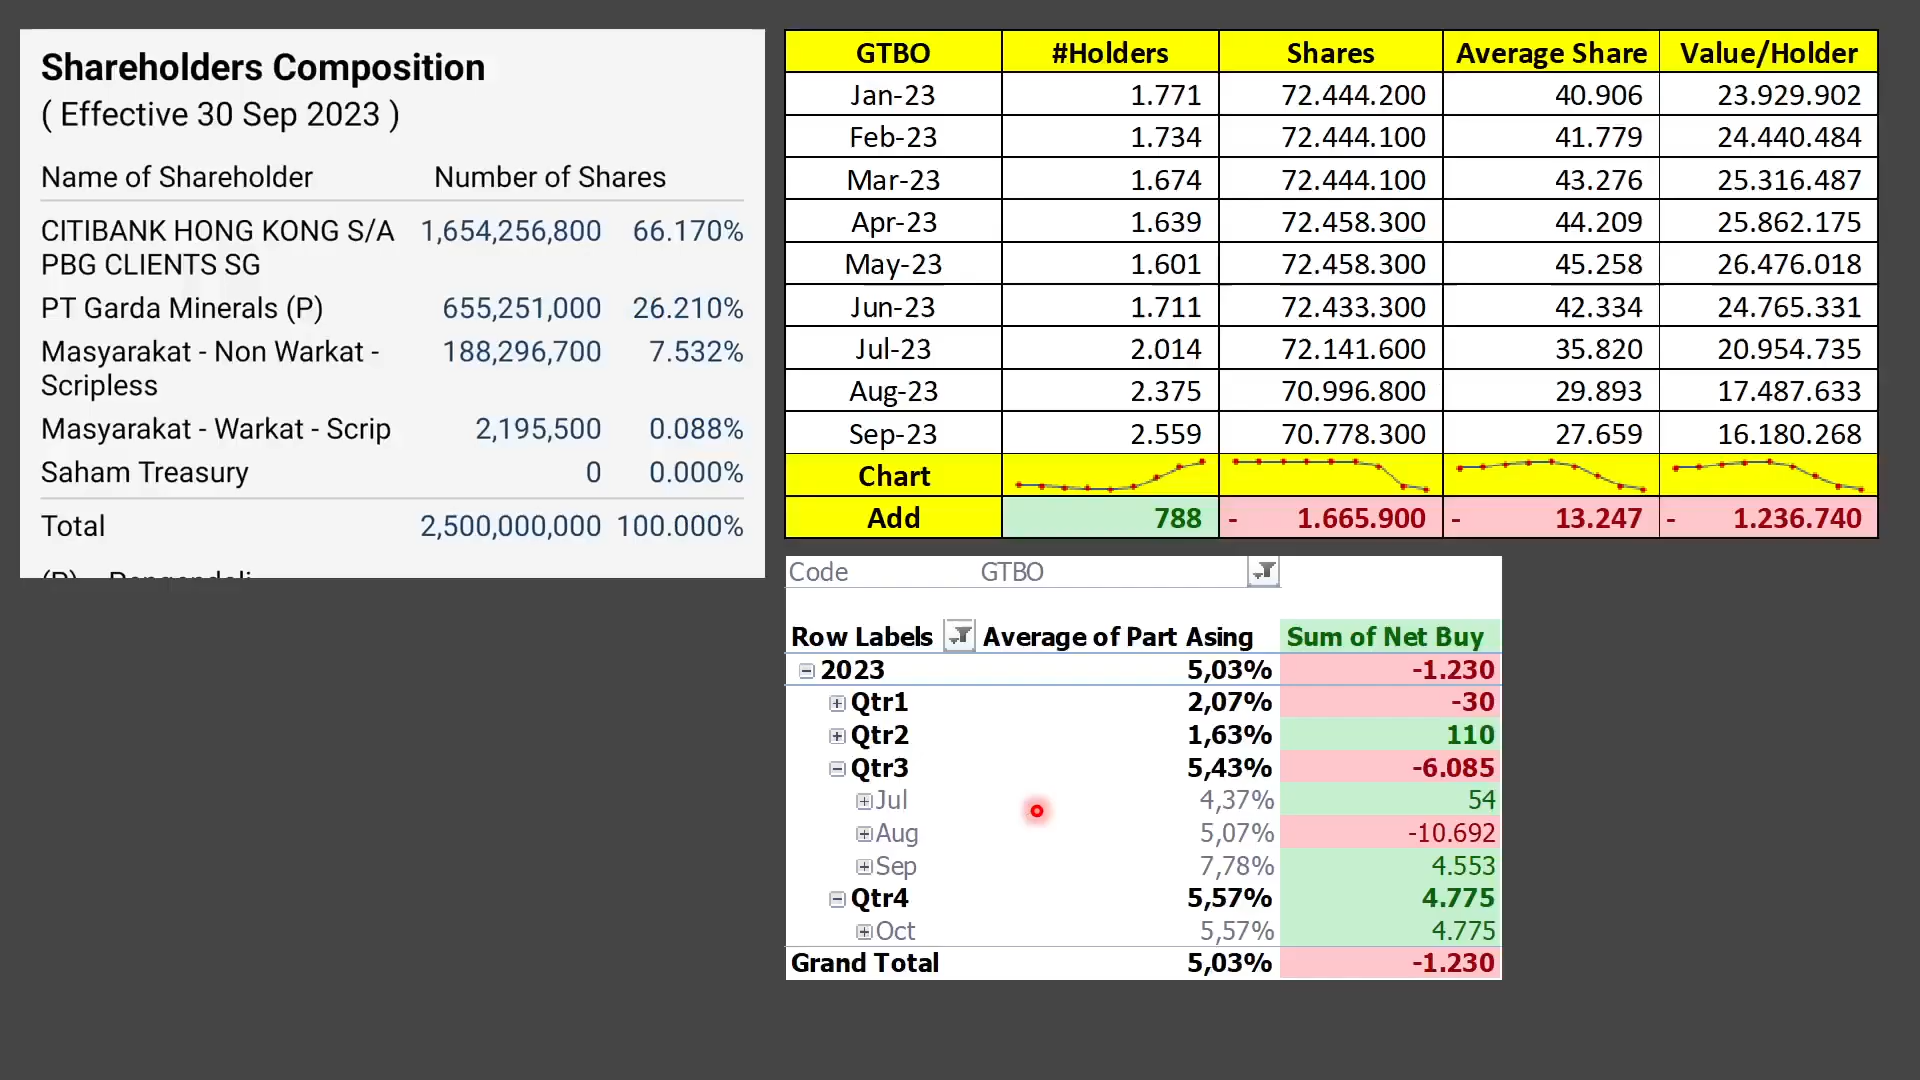 Shareholders Composition
( Effective 30 Sep 2023 )
Name of Shareholder Number of Shares
CITIBANK HONG KONG S/A 1,654,256,800 66.170%
PBG CLIENTS SG
PT Garda Minerals (P) 655,251,000 26.210%
Masyarakat - Non Warkat - 188,296,700 7.532%
Scripless
Masyarakat - Warkat - Scrip 2,195,500 0.088%
Saham Treasury 0 0.000%
Total 2,500,000,000 100.000%
GTBO #Holders Shares Average Share Value/Holder
Jan-23 1.771 72.444.200 40.906 23.929.902
Feb-23 1.734 72.444.100 41.779 24.440.484
Mar-23 1.674 72.444.100 43.276 25.316.487
Apr-23 1.639 72.458.300 44.209 25.862.175
May-23 1.601 72.458.300 45.258 26.476.018
Jun-23 1.711 72.433.300 42.334 24.765.331
Jul-23 2.014 72.141.600 35.820 20.954.735
Aug-23 2.375 70.996.800 29.893 17.487.633
Sep-23 2.559 70.778.300 27.659 16.180.268
Chart
Add 788 - 1.665.900 - 13.247 - 1.236.740
Code GTBO
Row Labels Average of Part Asing Sum of Net Buy
2023 5,03% -1.230
Qtr1 2,07% -30
Qtr2 1,63% 110
Qtr3 5,43% -6.085
Jul 4,37% 54
Aug 5,07% -10.692
Sep 7,78% 4.553
Qtr4 5,57% 4.775
Oct 5,57% 4.775
Grand Total 5,03% -1.230